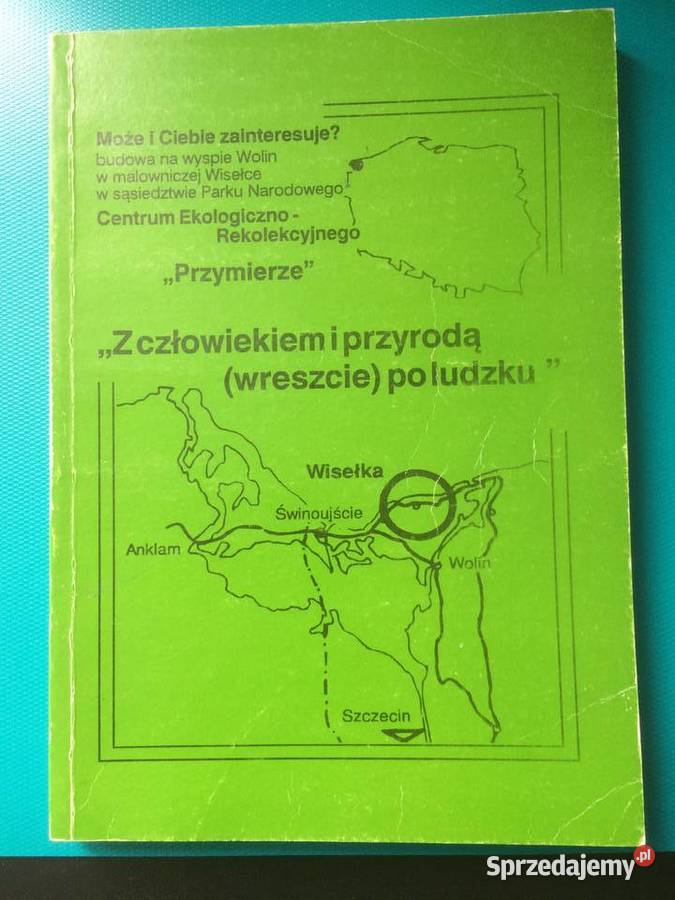 Może i Ciebie zainteresuje?
budowa na wyspie Wolin
w malowniczej Wisełce
w sąsiedztwie Parku Narodowego
Centrum Ekologiczno -
Rekolekcyjnego
„Przymierze”
„Z człowiekiem i przyrodą
(wreszcie) po ludzku ”
Wisełka
Świnoujście
Anklam
Wolin
Szczecin
Sprzedajemy.pl